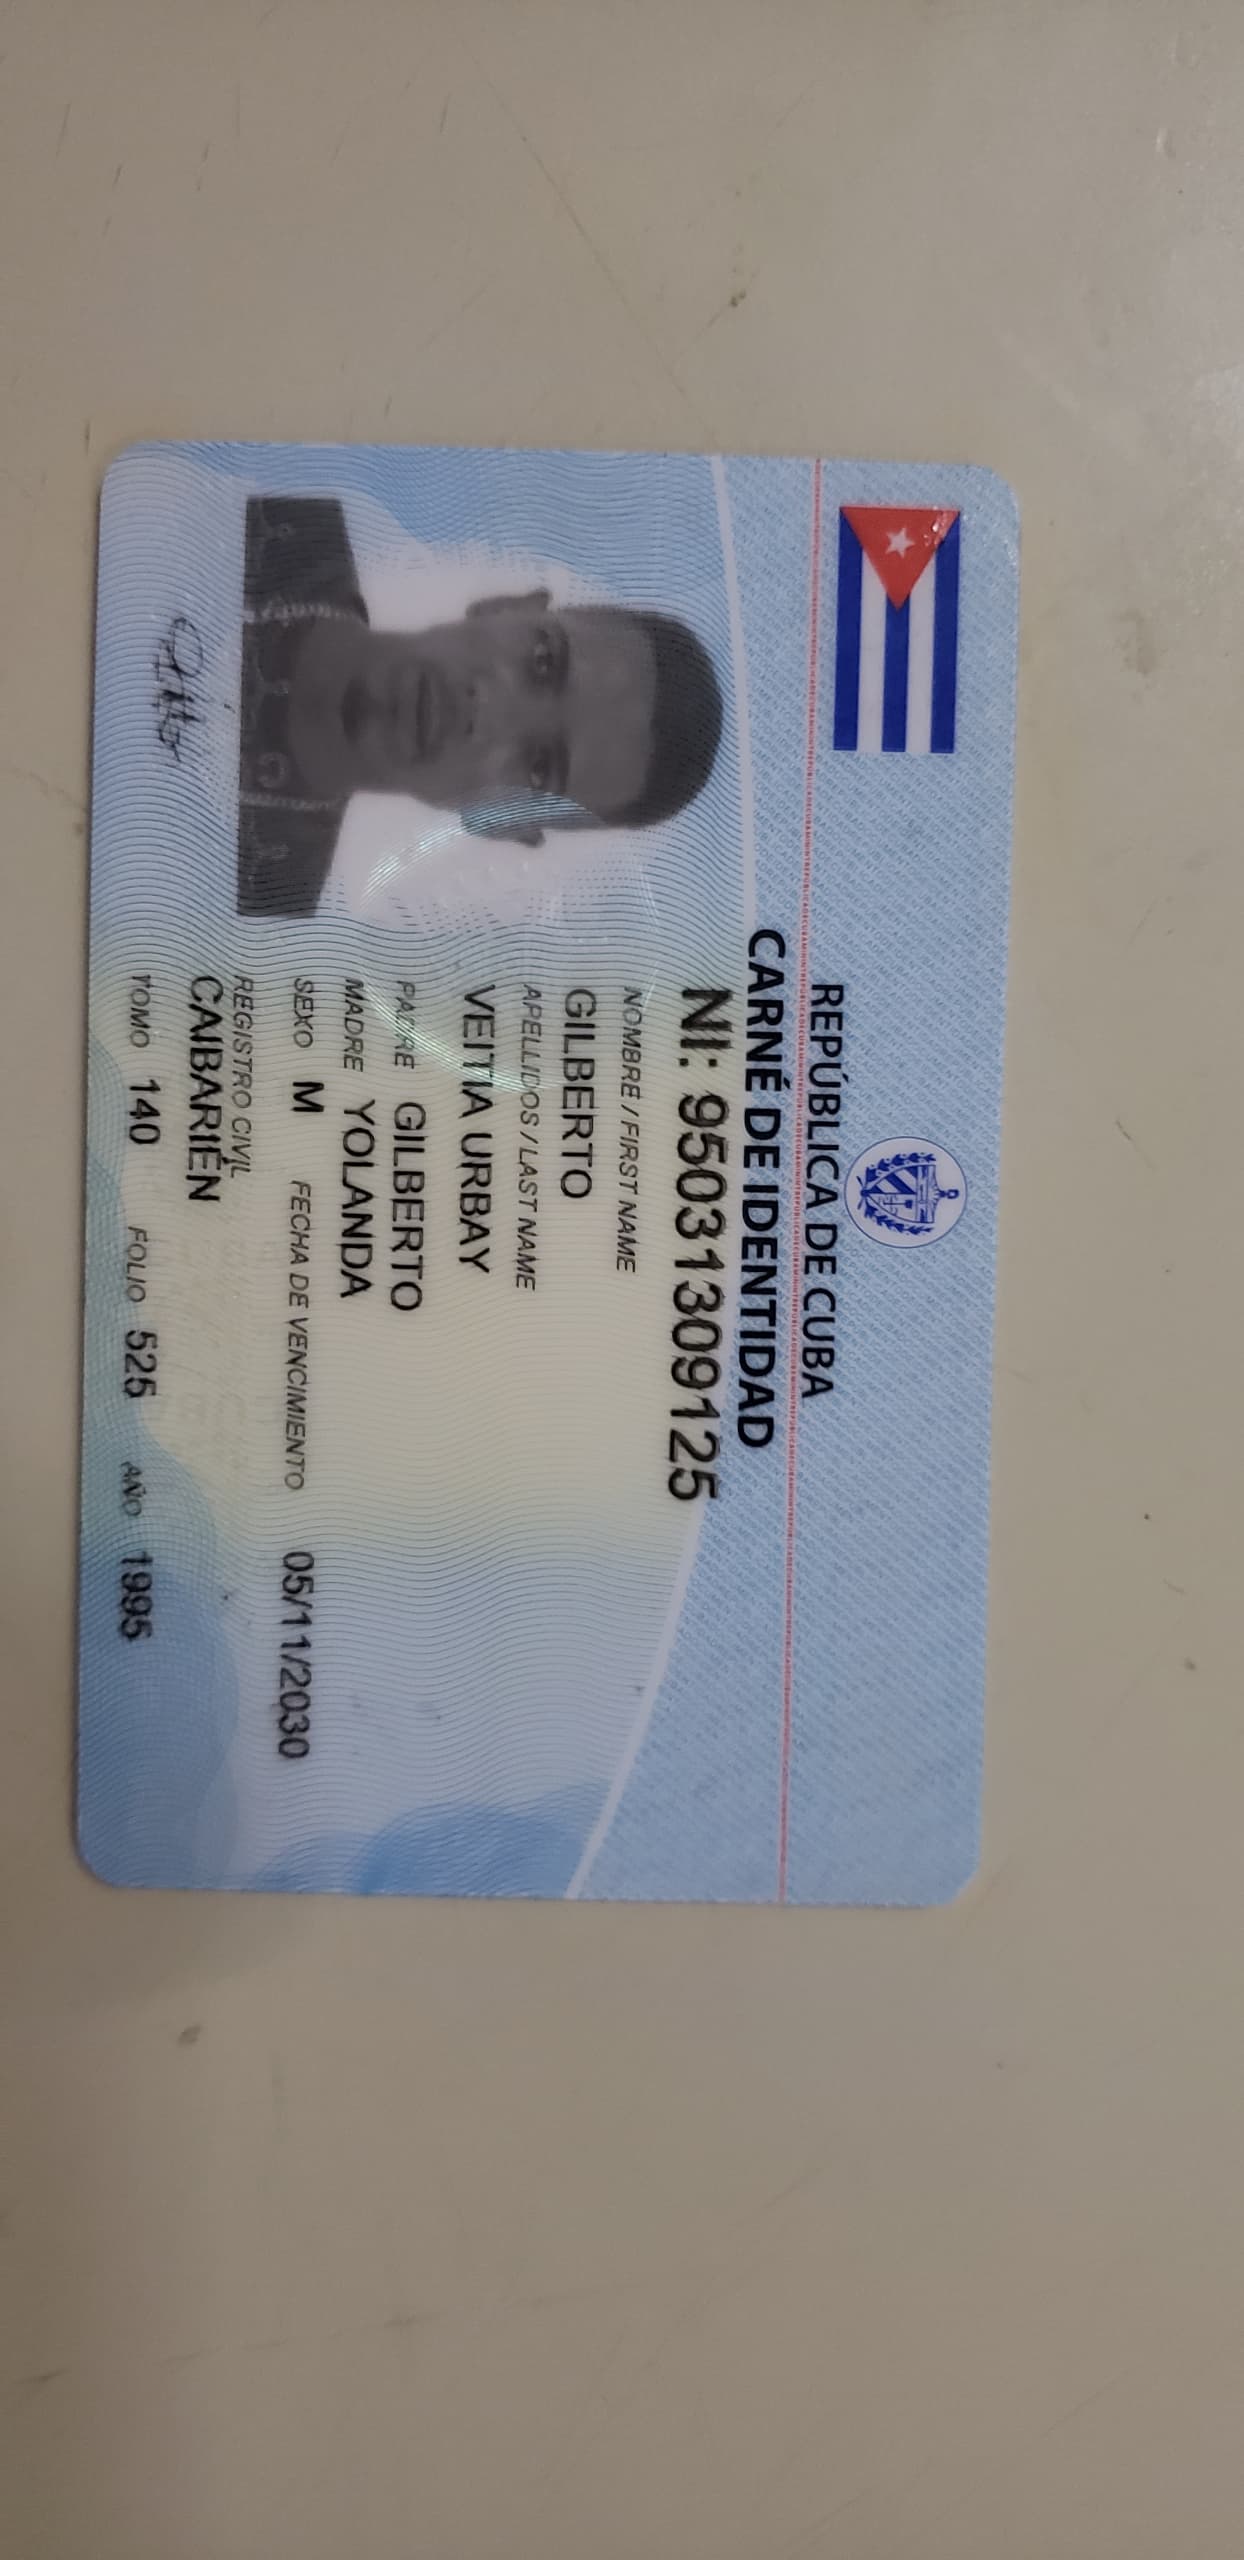 REPÚBLICA DE CUBA
CARNÉ DE IDENTIDAD
NI: 95031309125
NOMBRE / FIRST NAME
GILBERTO
APELLIDOS / LAST NAME
VEITIA URBAY
PADRE GILBERTO
MADRE YOLANDA
SEXO M FECHA DE VENCIMIENTO 05/11/2030
REGISTRO CIVIL
CAIBARIÉN
TOMO 140 FOLIO 525 AÑO 1995